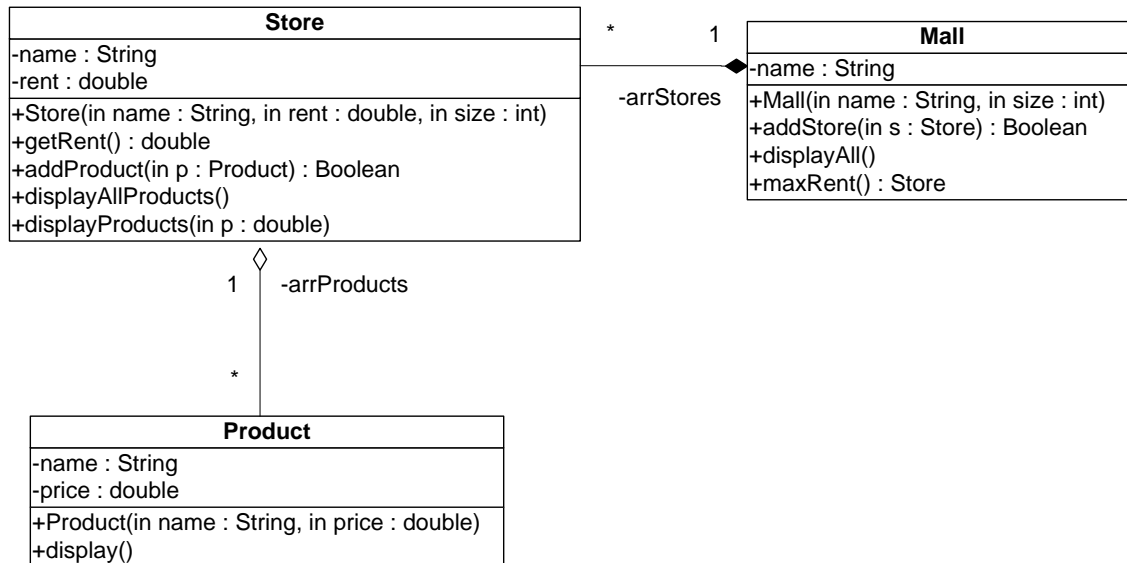 Store
-name : String
-rent : double
+Store(in name : String, in rent : double, in size : int)
+getRent() : double
+addProduct(in p : Product) : Boolean
+displayAllProducts()
+displayProducts(in p : double)
* 1
-arrStores
Mall
-name : String
+Mall(in name : String, in size : int)
+addStore(in s : Store) : Boolean
+displayAll()
+maxRent() : Store
1 -arrProducts
*
Product
-name : String
-price : double
+Product(in name : String, in price : double)
+display()